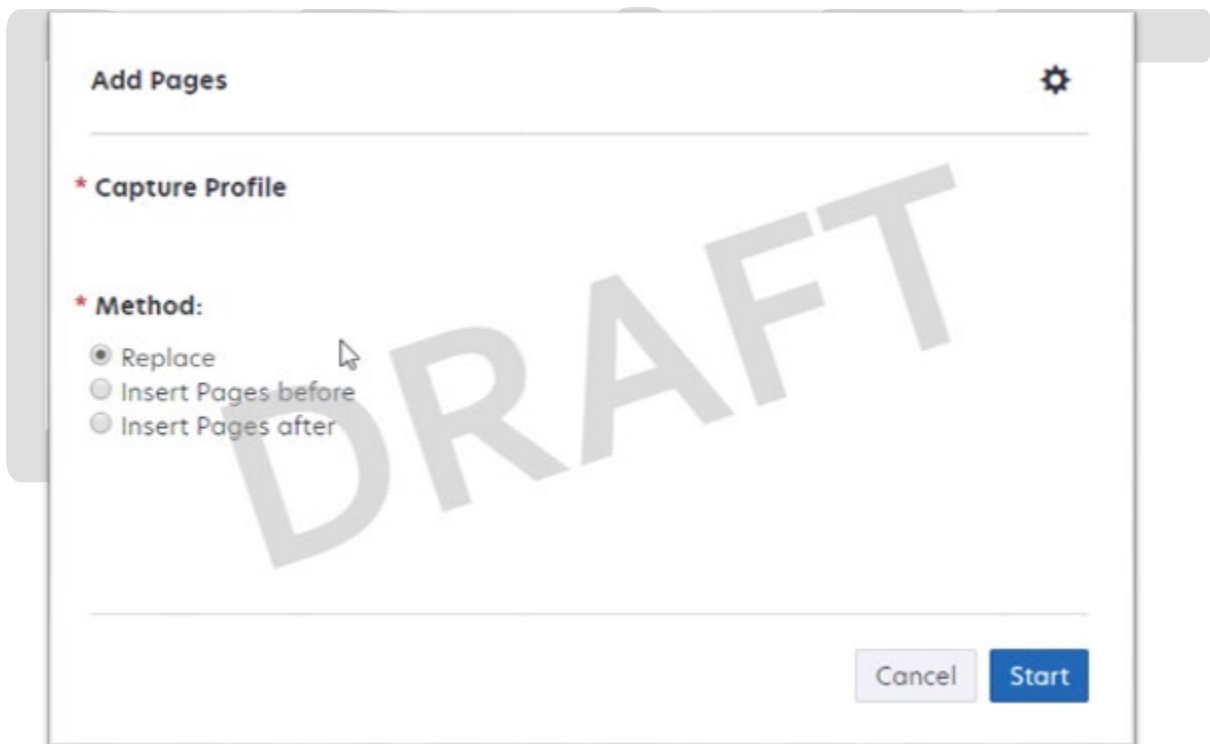 Add Pages
* Capture Profile
* Method:
Replace
Insert Pages before
Insert Pages after
DRAFT
Cancel
Start